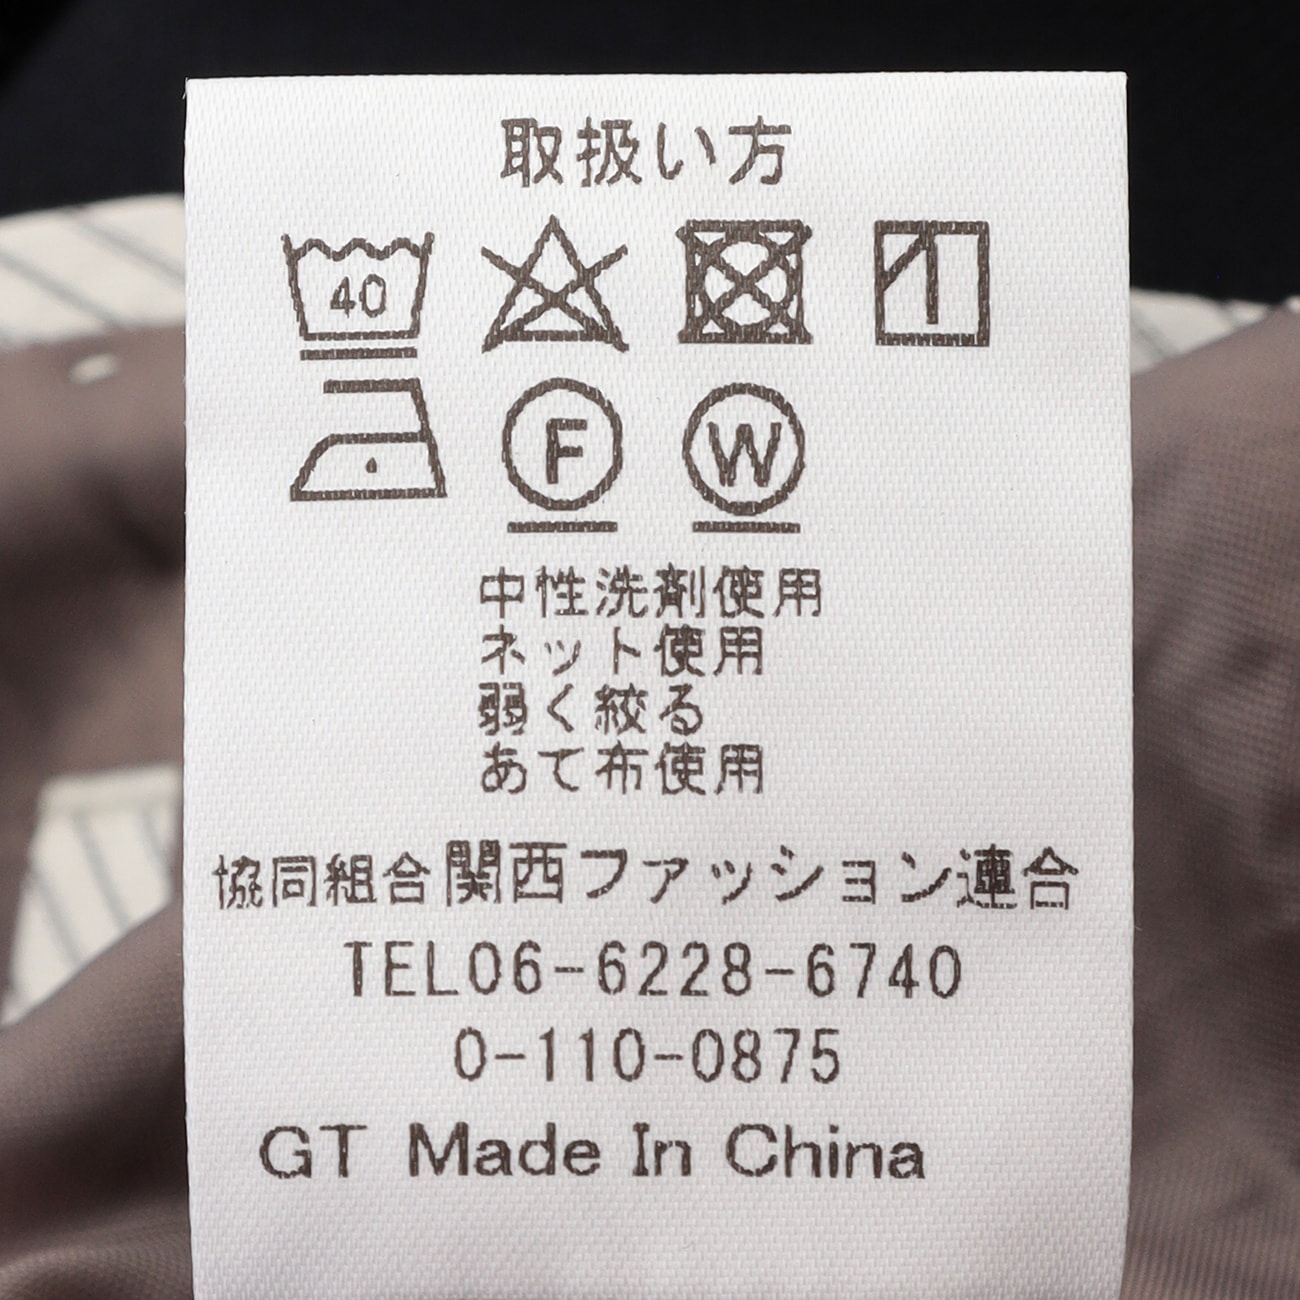 取扱い方
40
F W
中性洗剤使用
ネット使用
弱く絞る
あて布使用
協同組合関西ファッション連合
TEL06-6228-6740
0-110-0875
GT Made In China